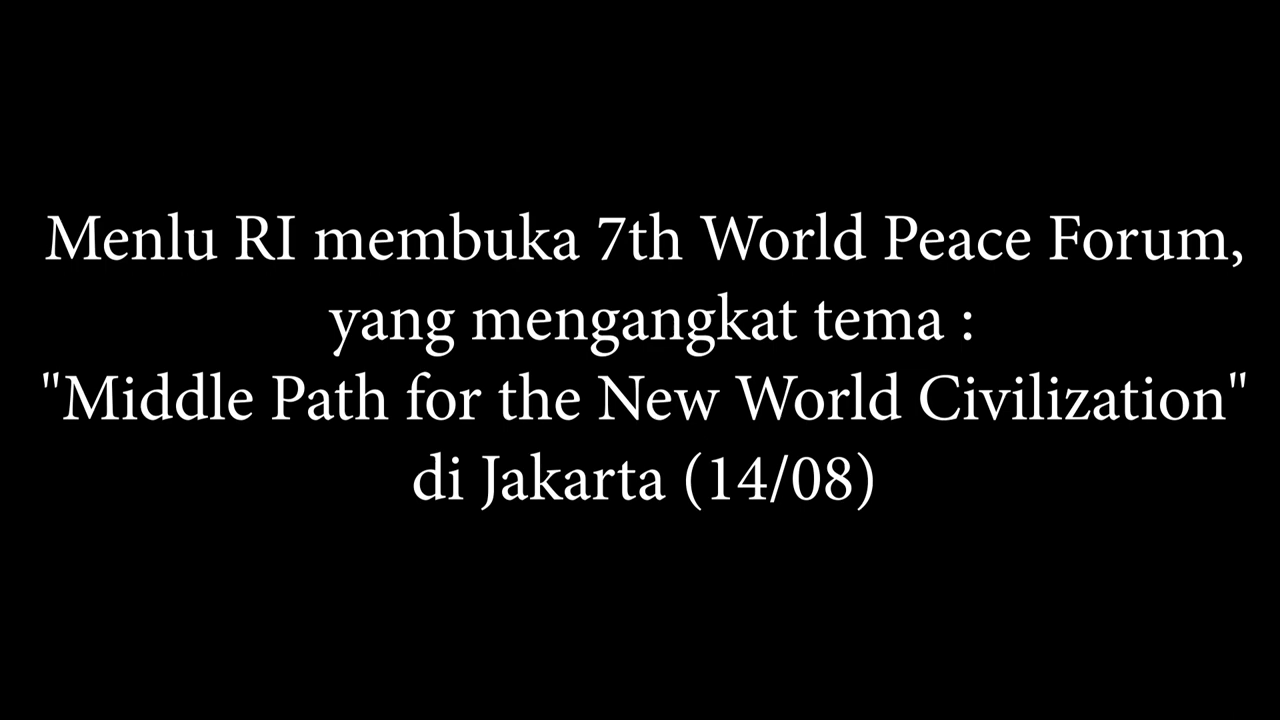 Menlu RI membuka 7th World Peace Forum,
yang mengangkat tema :
"Middle Path for the New World Civilization"
di Jakarta (14/08)